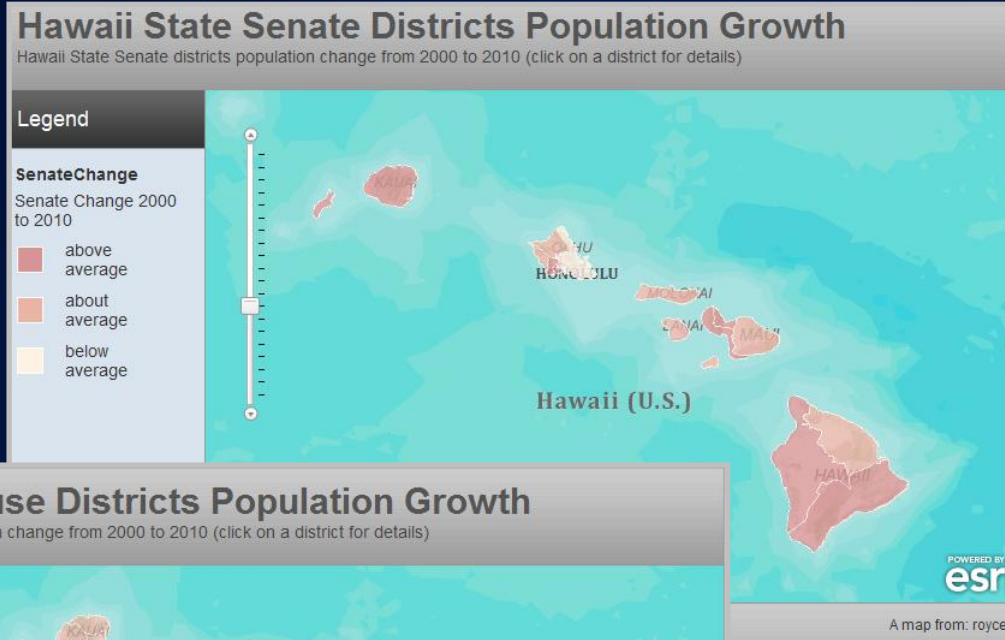 Hawaii State Senate Districts Population Growth
Hawaii State Senate districts population change from 2000 to 2010 (click on a district for details)
Legend
SenateChange
Senate Change 2000
to 2010
above
average
about
average
below
average
KAUAI
OAHU
HONOLULU
MOLOKAI
LANAI
MAUI
Hawaii (U.S.)
HAWAII
POWERED BY
esr
A map from: royce
se Districts Population Growth
change from 2000 to 2010 (click on a district for details)
KAUAI